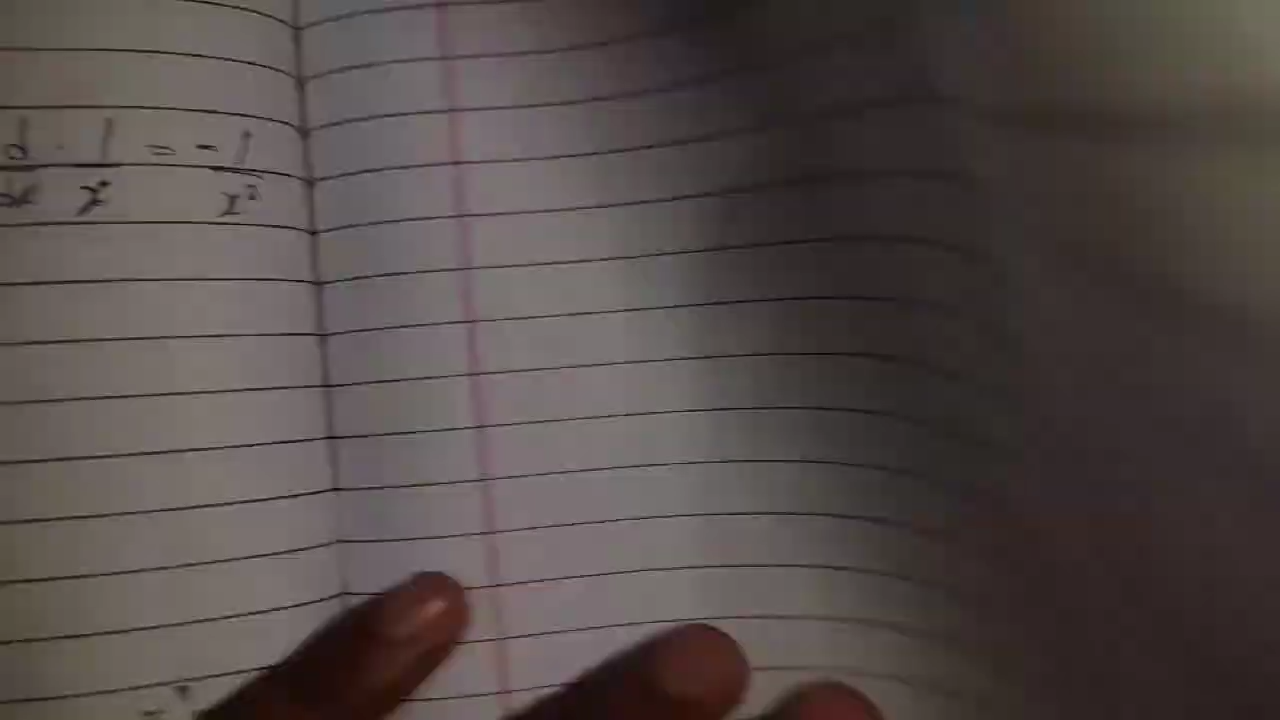 d/dx · 1/x = -1/x²